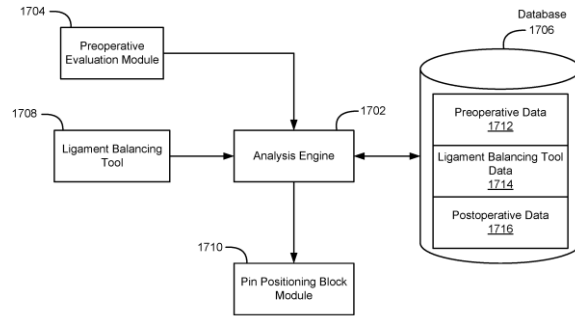 1704
Preoperative
Evaluation Module
Database
1706
1708
Ligament Balancing
Tool
1702
Analysis Engine
Preoperative Data
1712
Ligament Balancing Tool
Data
1714
Postoperative Data
1716
1710
Pin Positioning Block
Module